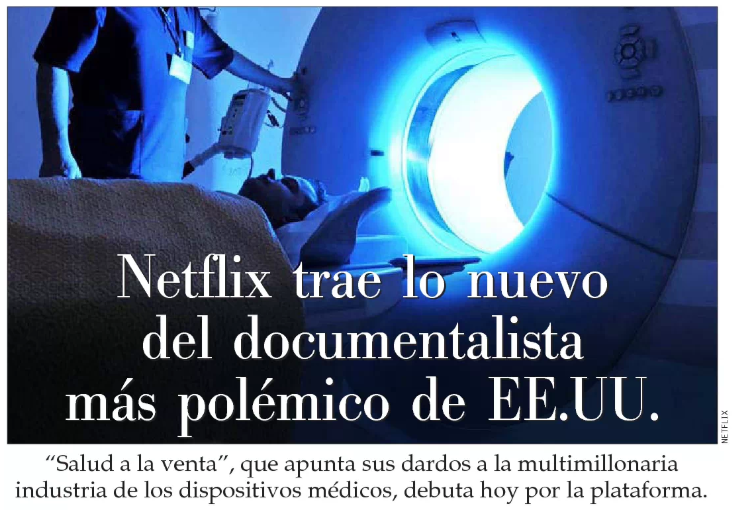 Netflix trae lo nuevo
del documentalista
más polémico de EE.UU.
NETFLIX
“Salud a la venta”, que apunta sus dardos a la multimillonaria
industria de los dispositivos médicos, debuta hoy por la plataforma.